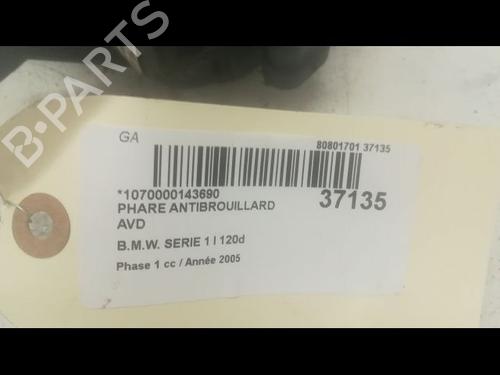 B-PARTS
GA
80801701 37135
*1070000143690
37135
PHARE ANTIBROUILLARD
AVD
B.M.W. SERIE 1 I 120d
Phase 1 cc / Année 2005